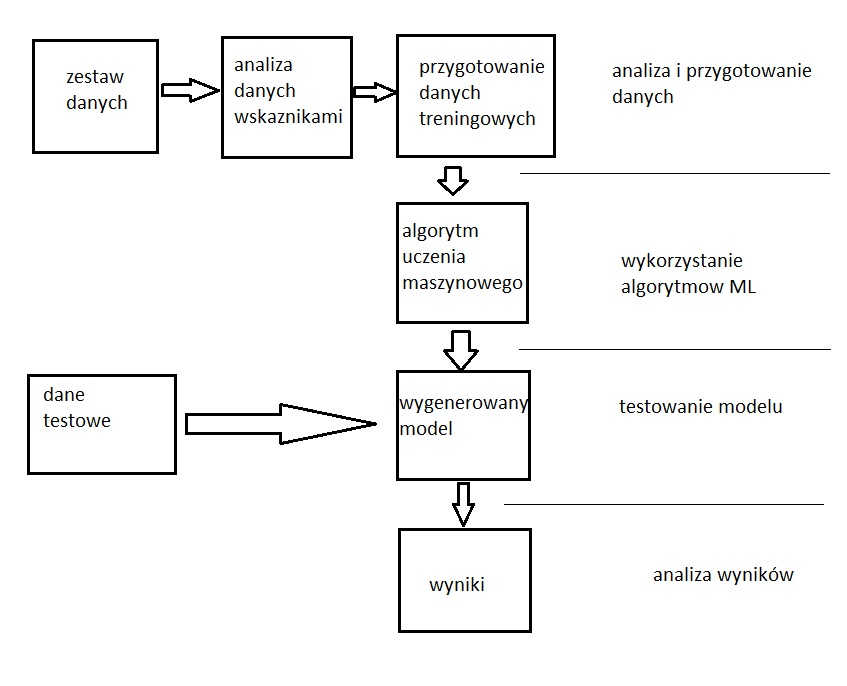 zestaw
danych
analiza
danych
wskaznikami
przygotowanie
danych
treningowych
analiza i przygotowanie
danych
algorytm
uczenia
maszynowego
wykorzystanie
algorytmow ML
dane
testowe
wygenerowany
model
testowanie modelu
wyniki
analiza wyników